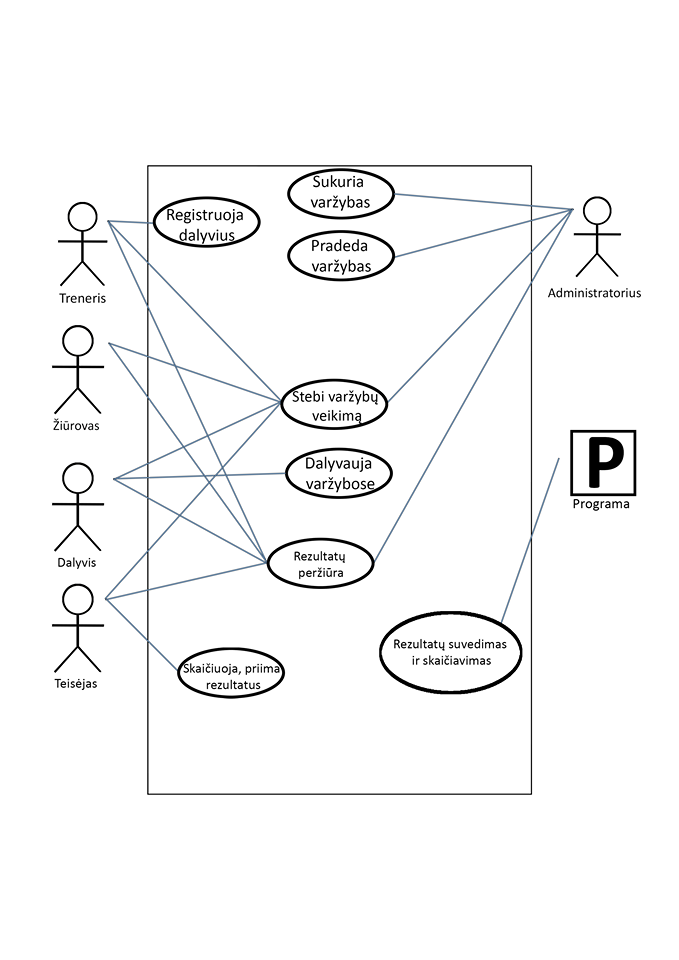 Sukuria
varžybas
Registruoja
dalyvius
Pradeda
varžybas
Treneris
Administratorius
Stebi varžybų
veikimą
Žiūrovas
Dalyvauja
varžybose
P
Programa
Rezultatų
peržiūra
Dalyvis
Rezultatų suvedimas
ir skaičiavimas
Skaičiuoja, priima
rezultatus
Teisėjas